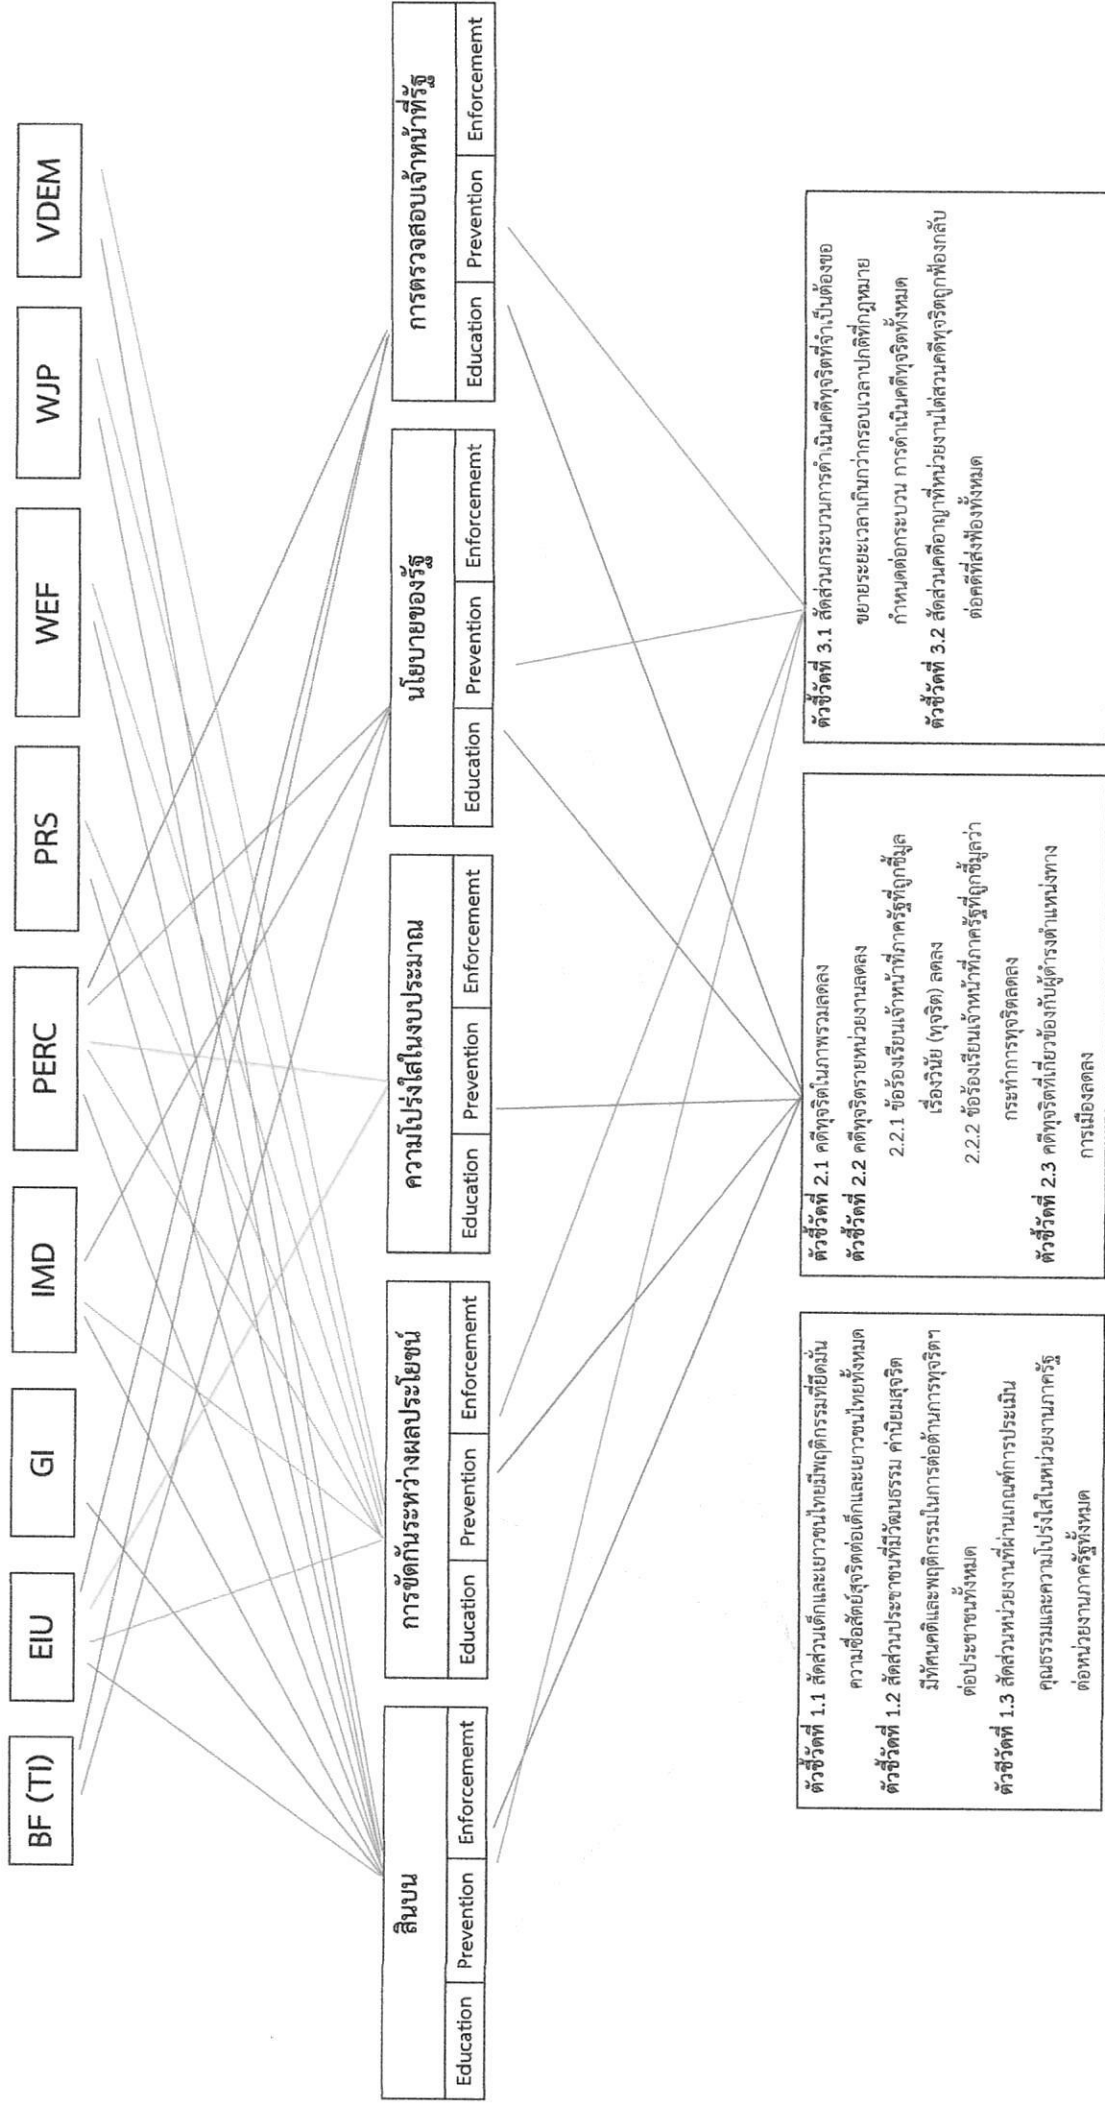 BF (TI)
EIU
GI
IMD
PERC
PRS
WEF
WJP
VDEM
สินบน
Education Prevention Enforcememt
การขัดกันระหว่างผลประโยชน์
Education Prevention Enforcememt
ความโปร่งใสในงบประมาณ
Education Prevention Enforcememt
นโยบายของรัฐ
Education Prevention Enforcememt
การตรวจสอบเจ้าหน้าที่รัฐ
Education Prevention Enforcememt
ตัวชี้วัดที่ 1.1 สัดส่วนเด็กและเยาวชนไทยมีพฤติกรรมที่ยึดมั่น
ความซื่อสัตย์สุจริตต่อเด็กและเยาวชนไทยทั้งหมด
ตัวชี้วัดที่ 1.2 สัดส่วนประชาชนที่มีวัฒนธรรม ค่านิยมสุจริต
มีทัศนคติและพฤติกรรมในการต่อต้านการทุจริตฯ
ต่อประชาชนทั้งหมด
ตัวชี้วัดที่ 1.3 สัดส่วนหน่วยงานที่ผ่านเกณฑ์การประเมิน
คุณธรรมและความโปร่งใสในหน่วยงานภาครัฐ
ต่อหน่วยงานภาครัฐทั้งหมด
ตัวชี้วัดที่ 2.1 คดีทุจริตในภาพรวมลดลง
ตัวชี้วัดที่ 2.2 คดีทุจริตรายหน่วยงานลดลง
2.2.1 ข้อร้องเรียนเจ้าหน้าที่ภาครัฐที่ถูกชี้มูล
เรื่องวินัย (ทุจริต) ลดลง
2.2.2 ข้อร้องเรียนเจ้าหน้าที่ภาครัฐที่ถูกชี้มูลว่า
กระทำการทุจริตลดลง
ตัวชี้วัดที่ 2.3 คดีทุจริตที่เกี่ยวข้องกับผู้ดำรงตำแหน่งทาง
การเมืองลดลง
ตัวชี้วัดที่ 3.1 สัดส่วนกระบวนการดำเนินคดีทุจริตที่จำเป็นต้องขอ
ขยายระยะเวลาเกินกว่ากรอบเวลาปกติที่กฎหมาย
กำหนดต่อกระบวน การดำเนินคดีทุจริตทั้งหมด
ตัวชี้วัดที่ 3.2 สัดส่วนคดีอาญาที่หน่วยงานไต่สวนคดีทุจริตถูกฟ้องกลับ
ต่อคดีที่ส่งฟ้องทั้งหมด